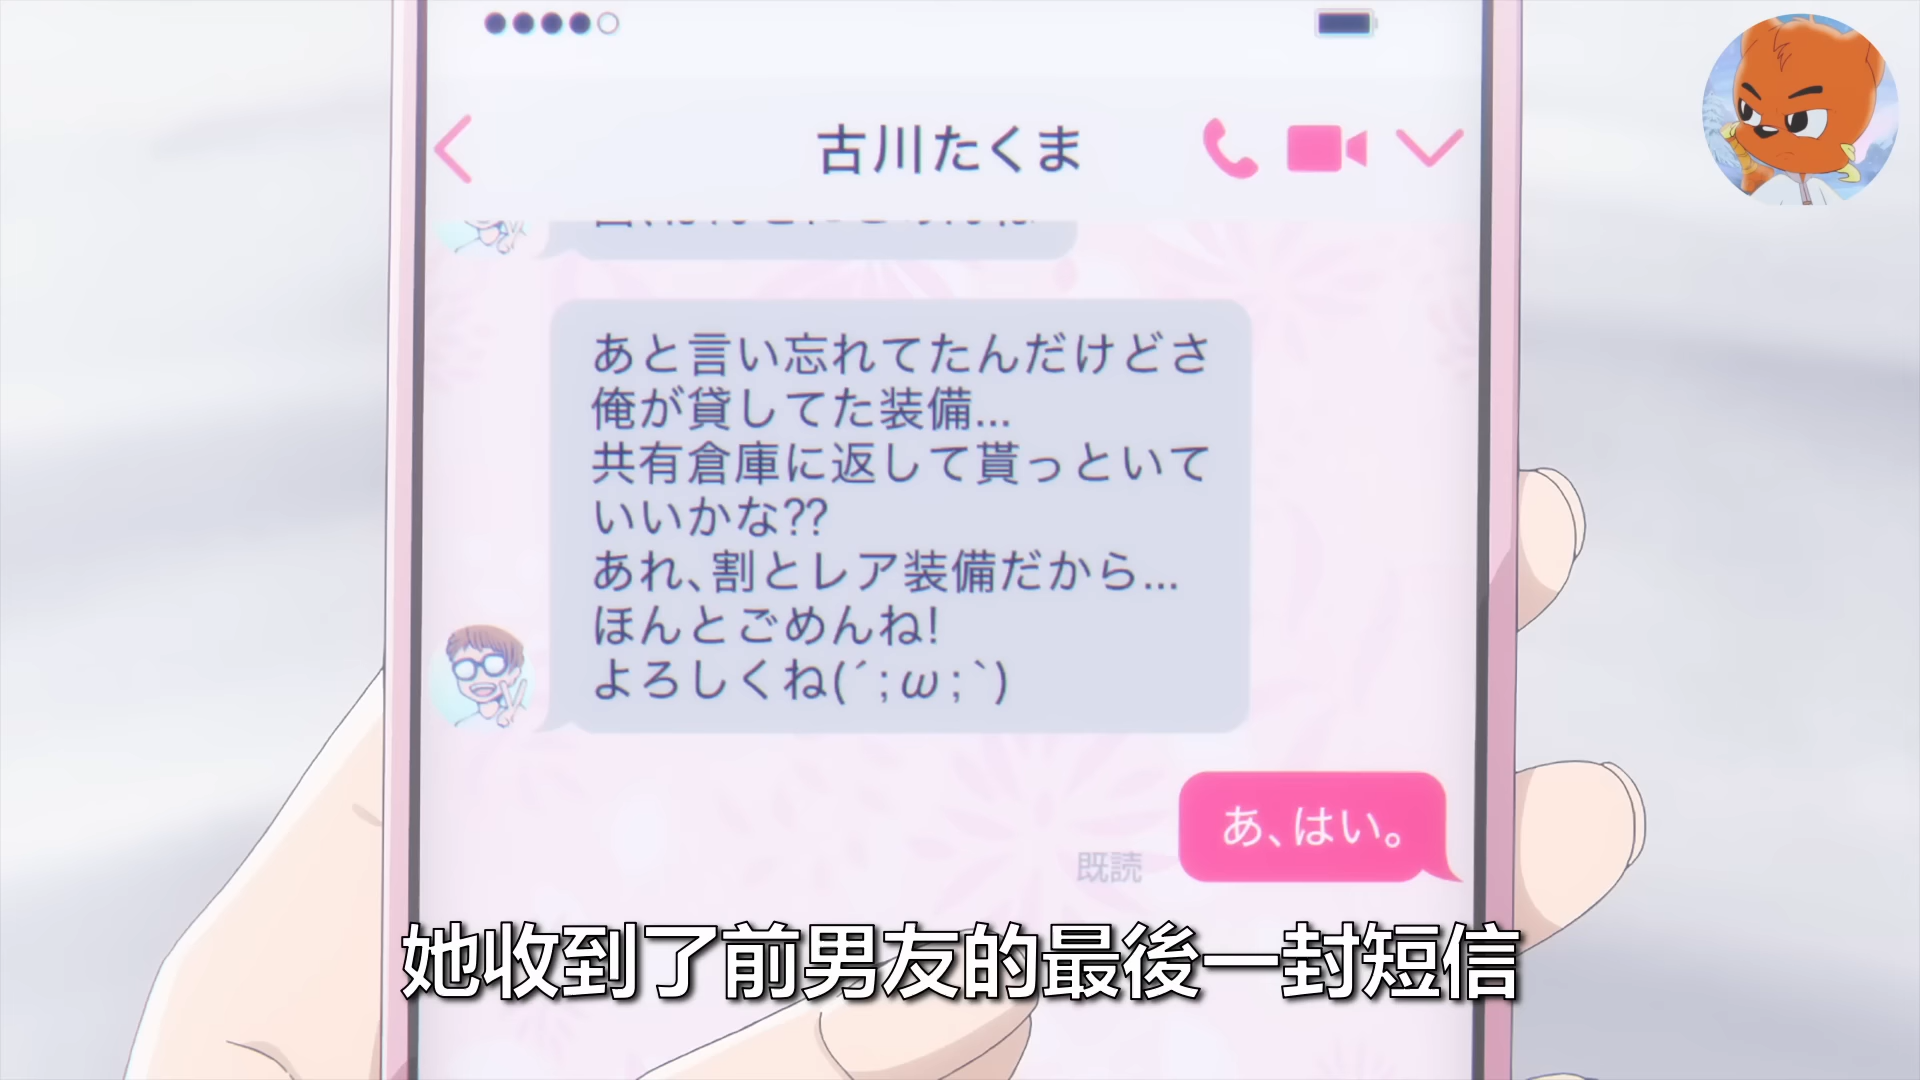 古川たくま
あと言い忘れてたんだけどさ
俺が貸してた装備...
共有倉庫に返して貰っといて
いいかな??
あれ、割とレア装備だから...
ほんとごめんね!
よろしくね(´;ω;`)
あ、はい。
既読
她收到了前男友的最後一封短信